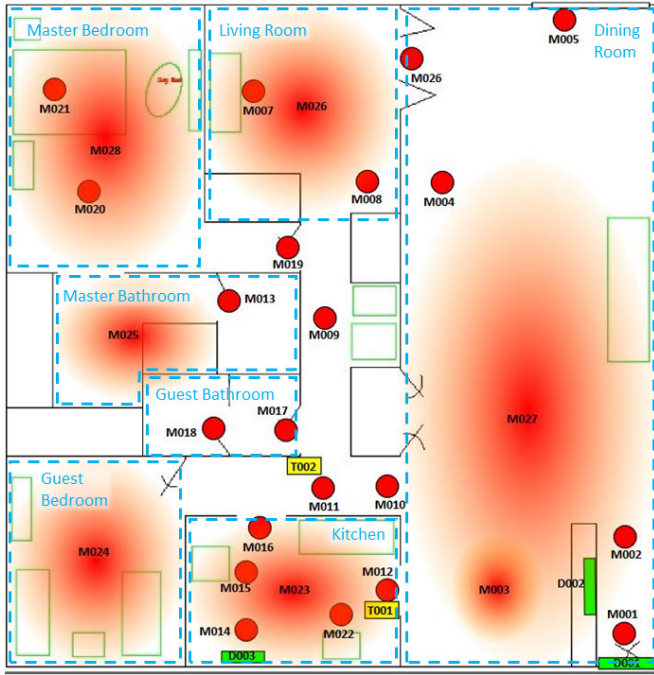 Master Bedroom
Living Room
Dining
Room
M005
M026
M021
M007
M026
M028
M020
M008
M004
M019
Master Bathroom
M013
M025
M009
Guest Bathroom
M018
M017
M027
T002
Guest
Bedroom
M011
M010
M024
Kitchen
M016
M015
M023
M012
T001
M014
M022
D003
M003
D002
M002
M001
D001